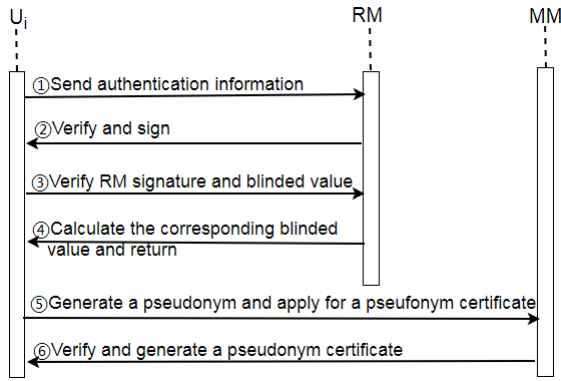 Ui RM MM
①Send authentication information
②Verify and sign
③Verify RM signature and blinded value
④Calculate the corresponding blinded
value and return
⑤Generate a pseudonym and apply for a pseufonym certificate
⑥Verify and generate a pseudonym certificate